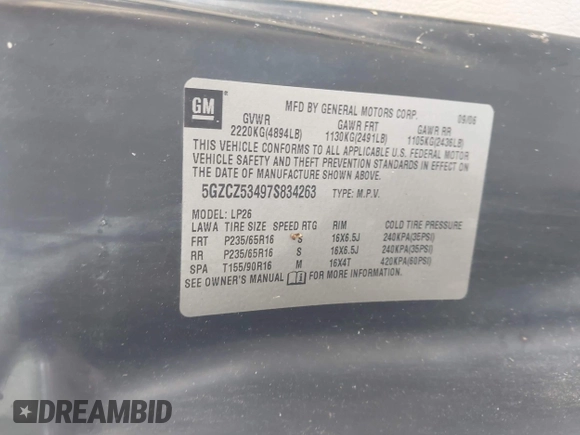 GM
MFD BY GENERAL MOTORS CORP. 09/06
GVWR GAWR FRT GAWR RR
2220KG(4894LB) 1130KG(2491LB) 1105KG(2436LB)
THIS VEHICLE CONFORMS TO ALL APPLICABLE U.S. FEDERAL MOTOR
VEHICLE SAFETY AND THEFT PREVENTION STANDARDS IN EFFECT ON
THE DATE OF MANUFACTURE SHOWN ABOVE.
5GZCZ53497S834263 TYPE: M.P.V.
MODEL: LP26
LAWA TIRE SIZE SPEED RTG RIM COLD TIRE PRESSURE
FRT P235/65R16 S 16X6.5J 240KPA(35PSI)
RR P235/65R16 S 16X6.5J 240KPA(35PSI)
SPA T155/90R16 M 16X4T 420KPA(60PSI)
SEE OWNER'S MANUAL FOR MORE INFORMATION.
DREAMBID